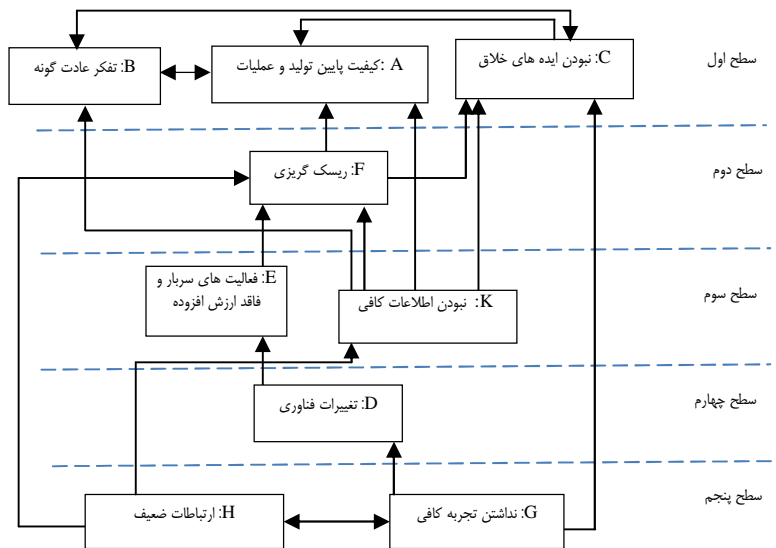 سطح اول
C: نبودن ایده های خلاق
A: کیفیت پایین تولید و عملیات
B: تفکر عادت گونه
سطح دوم
F: ریسک گریزی
سطح سوم
E: فعالیت های سربار و
فاقد ارزش افزوده
K: نبودن اطلاعات کافی
سطح چهارم
D: تغییرات فناوری
سطح پنجم
G: نداشتن تجربه کافی
H: ارتباطات ضعیف